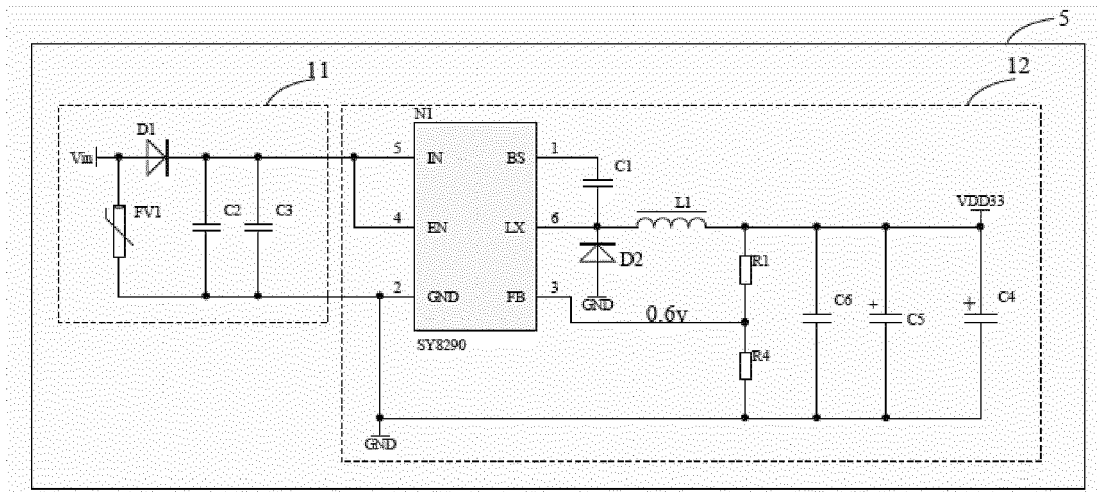 5
11
12
N1
D1
Vin
5
IN
BS
1
C1
FV1
C2
C3
4
EN
LX
6
L1
VDD33
D2
R1
2
GND
FB
3
GND
0.6v
C6
C5
+
C4
+
SY8290
R4
GND